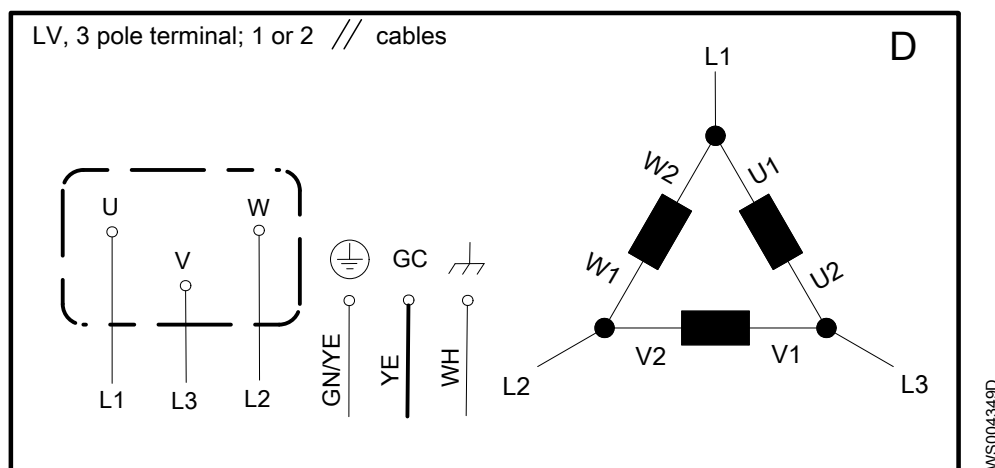 LV, 3 pole terminal; 1 or 2 // cables
D
L1
W2
U1
U
W
V
GC
W1
U2
GN/YE
YE
WH
V2
V1
L1
L3
L2
L2
L3
WS004349D